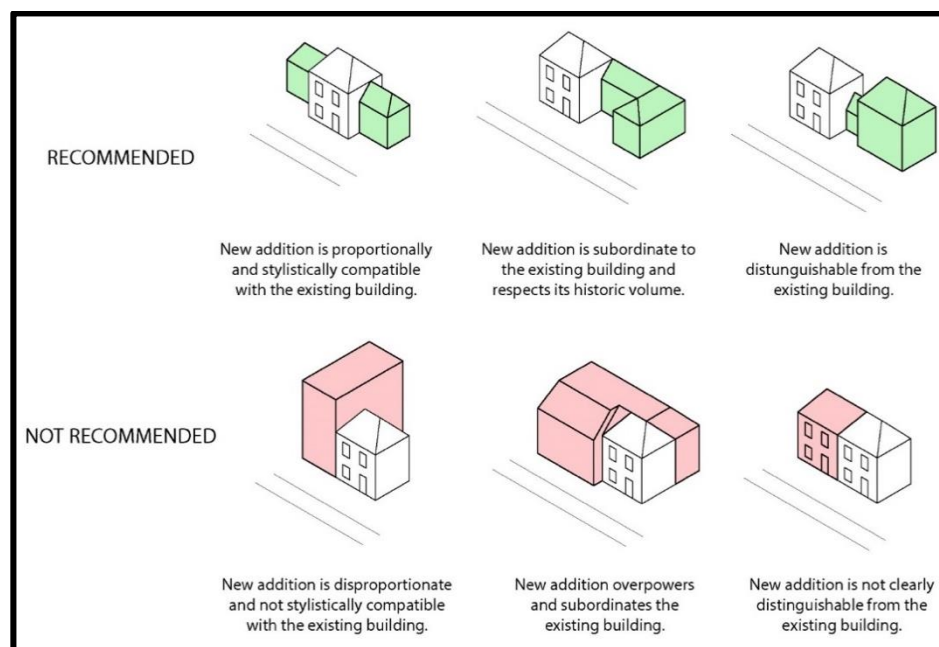 RECOMMENDED
New addition is proportionally
and stylistically compatible
with the existing building.
New addition is subordinate to
the existing building and
respects its historic volume.
New addition is
distunguishable from the
existing building.
NOT RECOMMENDED
New addition is disproportionate
and not stylistically compatible
with the existing building.
New addition overpowers
and subordinates the
existing building.
New addition is not clearly
distinguishable from the
existing building.